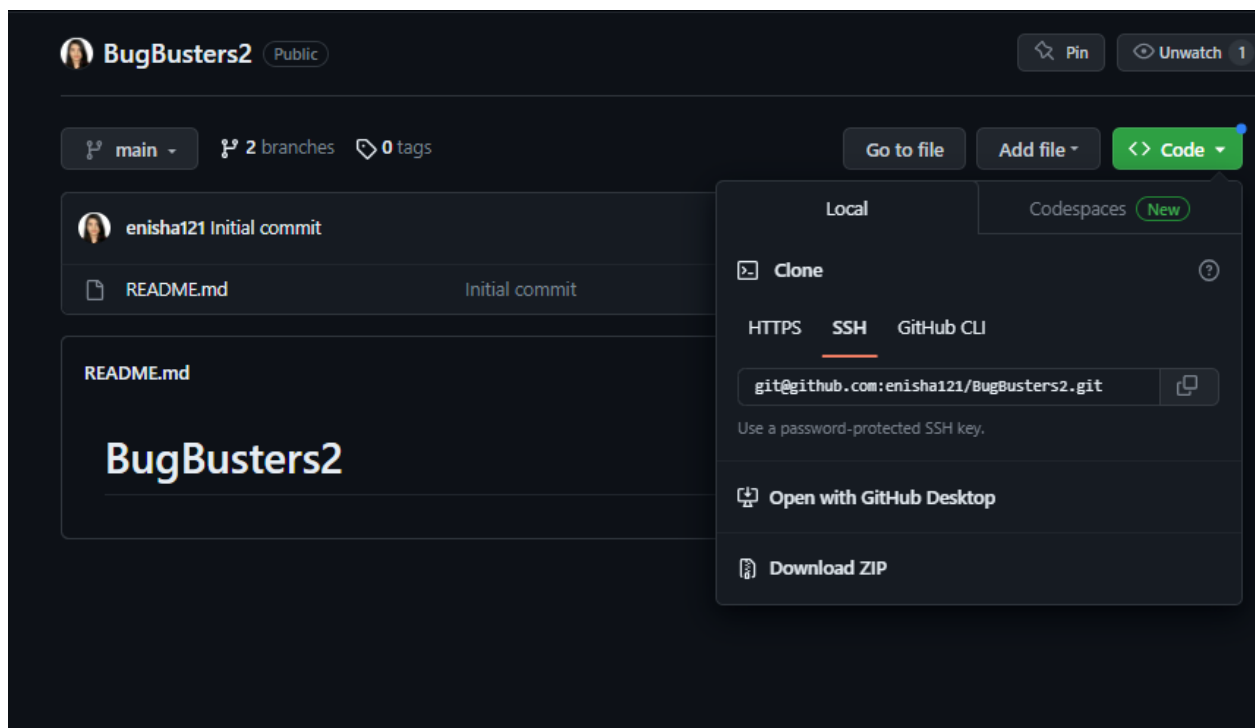 BugBusters2 Public Pin Unwatch 1
main 2 branches 0 tags Go to file Add file <> Code
enisha121 Initial commit
README.md Initial commit
README.md
BugBusters2
Local Codespaces New
Clone
HTTPS SSH GitHub CLI
git@github.com:enisha121/BugBusters2.git
Use a password-protected SSH key.
Open with GitHub Desktop
Download ZIP